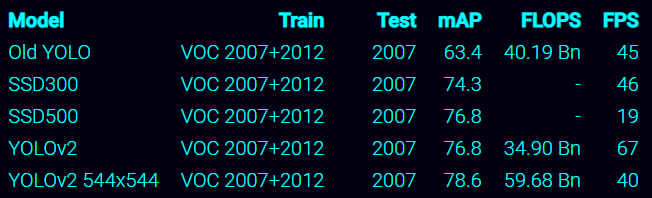 Model Train Test mAP FLOPS FPS
Old YOLO VOC 2007+2012 2007 63.4 40.19 Bn 45
SSD300 VOC 2007+2012 2007 74.3 - 46
SSD500 VOC 2007+2012 2007 76.8 - 19
YOLOv2 VOC 2007+2012 2007 76.8 34.90 Bn 67
YOLOv2 544x544 VOC 2007+2012 2007 78.6 59.68 Bn 40